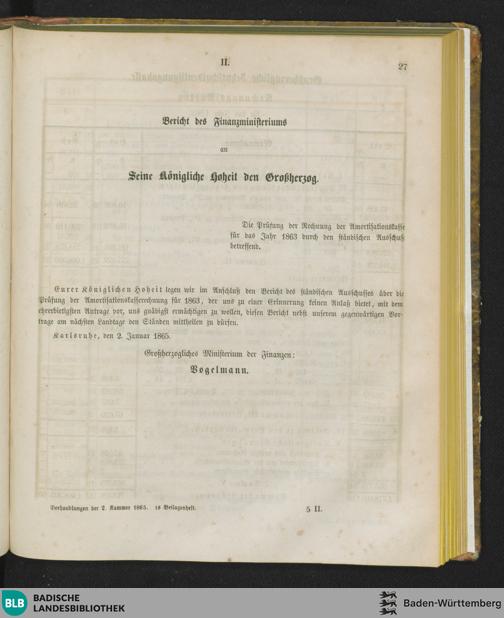 II.
27
Bericht des Finanzministeriums
an
Seine Königliche Hoheit den Großherzog.
Die Prüfung der Rechnung der Amortisationskasse
für das Jahr 1863 durch den ständischen Ausschuß
betreffend.
Eurer Königlichen Hoheit legen wir im Anschluß den Bericht des ständischen Ausschusses über die
Prüfung der Amortisationskasserechnung für 1863, der uns zu einer Erinnerung keinen Anlaß bietet, mit dem
ehrerbietigsten Antrage vor, uns gnädigst ermächtigen zu wollen, diesen Bericht nebst unserem gegenwärtigen Vor-
trage am nächsten Landtage den Ständen mittheilen zu dürfen.
Karlsruhe, den 2. Januar 1865.
Großherzogliches Ministerium der Finanzen:
Vogelmann.
Verhandlungen der 2. Kammer 1865. 16 Beilagenheft.
5 II.
BLB
BADISCHE
LANDESBIBLIOTHEK
Baden-Württemberg